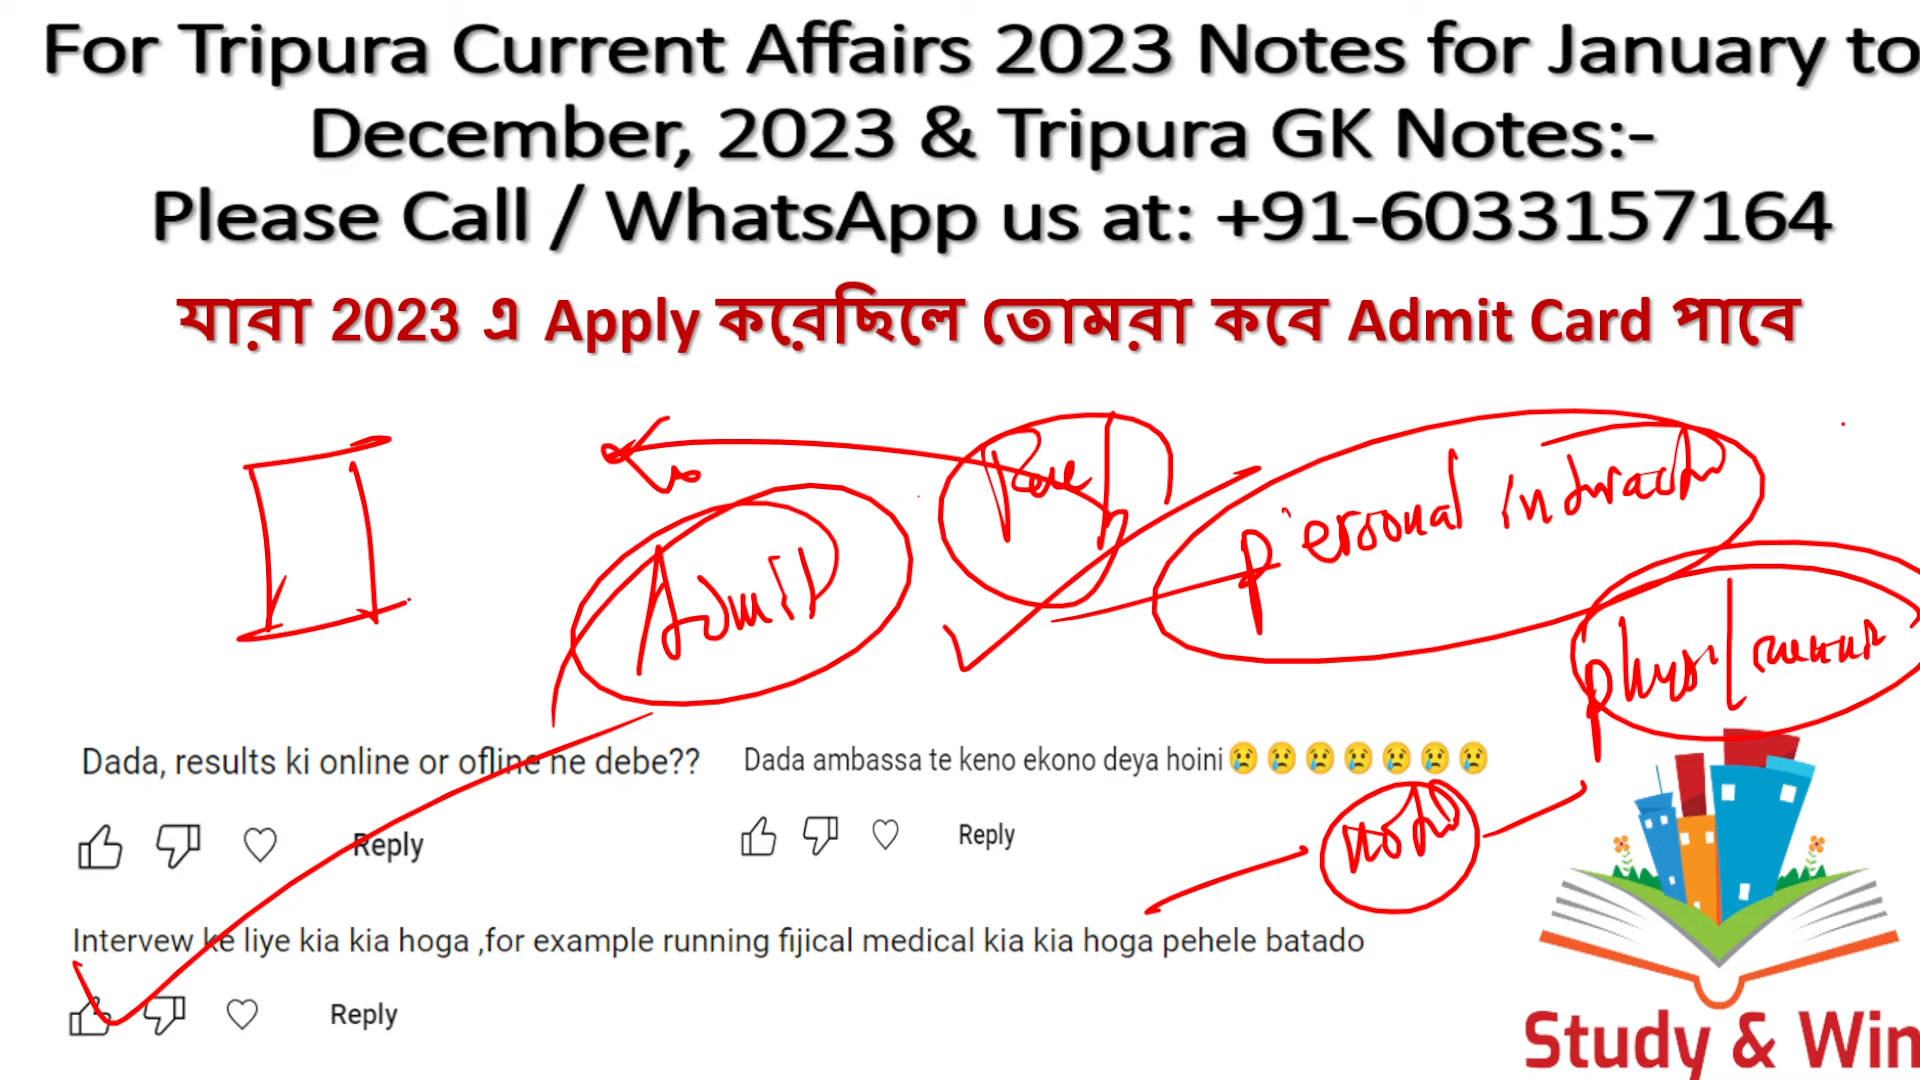 For Tripura Current Affairs 2023 Notes for January to
December, 2023 & Tripura GK Notes:-
Please Call / WhatsApp us at: +91-6033157164
যারা 2023 এ Apply করেছিলে তোমরা কবে Admit Card পাবে
Admit
Personal
Dada, results ki online or ofline ne debe??
Reply
Dada ambassa te keno ekono deya hoini😢😢😢😢😢😢😢
Reply
Intervew ke liye kia kia hoga ,for example running fijical medical kia kia hoga pehele batado
Reply
Study & Win